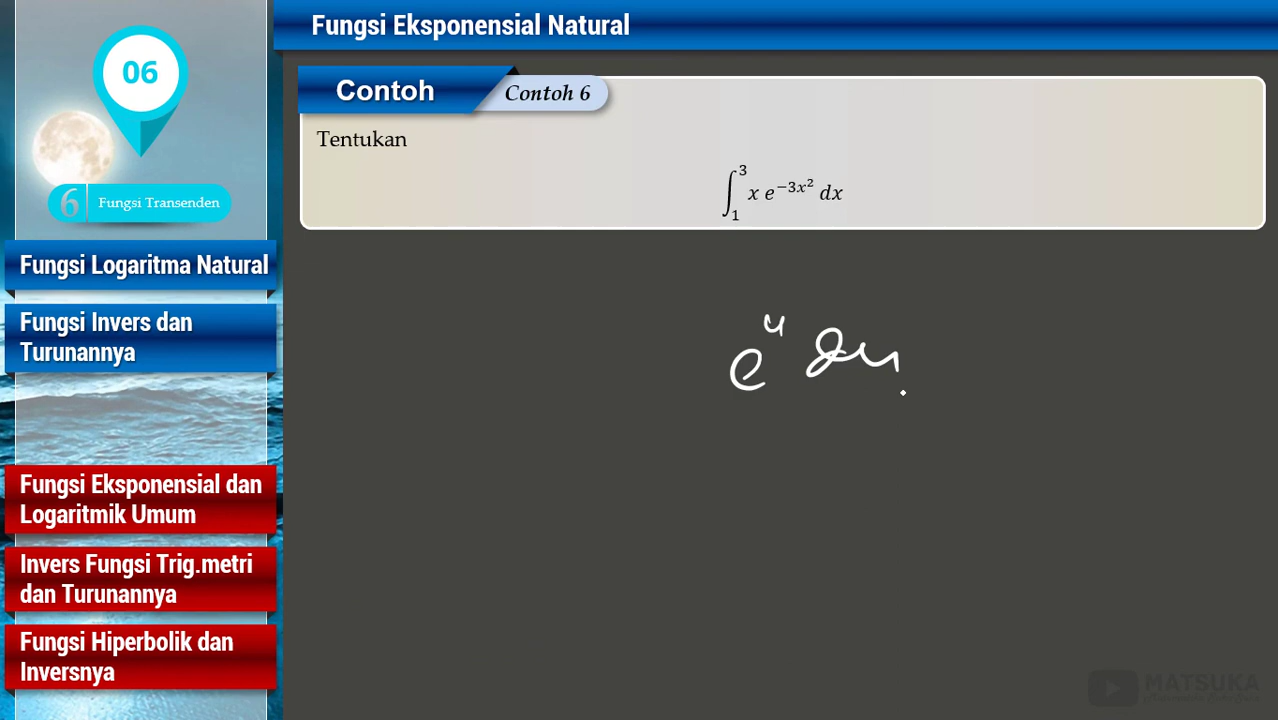 Fungsi Eksponensial Natural
06
6 Fungsi Transenden
Fungsi Logaritma Natural
Fungsi Invers dan
Turunannya
Fungsi Eksponensial dan
Logaritmik Umum
Invers Fungsi Trig.metri
dan Turunannya
Fungsi Hiperbolik dan
Inversnya
Contoh Contoh 6
Tentukan
∫₁³ x e^{−3x²} dx
e^u du
MATSUKA